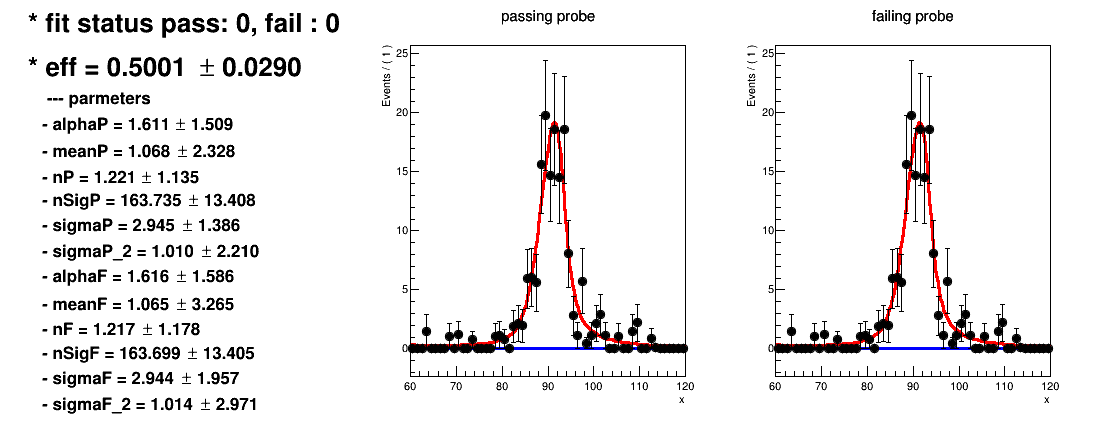 * fit status pass: 0, fail : 0
* eff = 0.5001 ± 0.0290
--- parmeters
- alphaP = 1.611 ± 1.509
- meanP = 1.068 ± 2.328
- nP = 1.221 ± 1.135
- nSigP = 163.735 ± 13.408
- sigmaP = 2.945 ± 1.386
- sigmaP_2 = 1.010 ± 2.210
- alphaF = 1.616 ± 1.586
- meanF = 1.065 ± 3.265
- nF = 1.217 ± 1.178
- nSigF = 163.699 ± 13.405
- sigmaF = 2.944 ± 1.957
- sigmaF_2 = 1.014 ± 2.971
passing probe
Events / ( 1 )
25
20
15
10
5
0
60 70 80 90 100 110 120
x
failing probe
Events / ( 1 )
25
20
15
10
5
0
60 70 80 90 100 110 120
x